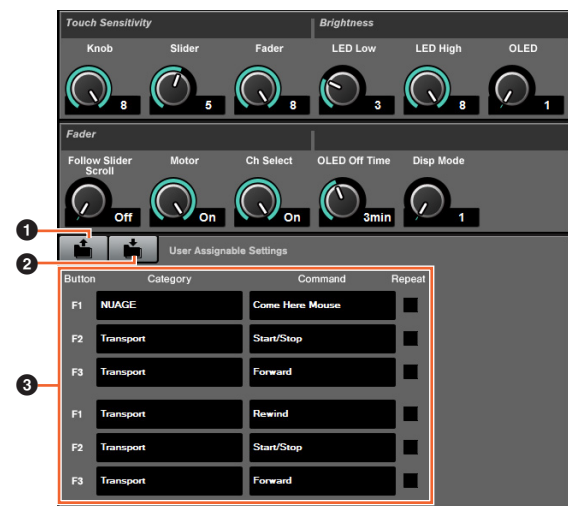 Touch Sensitivity
Brightness
Knob Slider Fader LED Low LED High OLED
8 5 8 3 8 1
Fader
Follow Slider Scroll Motor Ch Select OLED Off Time Disp Mode
Off On On 3min 1
1
2
User Assignable Settings
Button Category Command Repeat
F1 NUAGE Come Here Mouse
F2 Transport Start/Stop
3
F3 Transport Forward
F1 Transport Rewind
F2 Transport Start/Stop
F3 Transport Forward